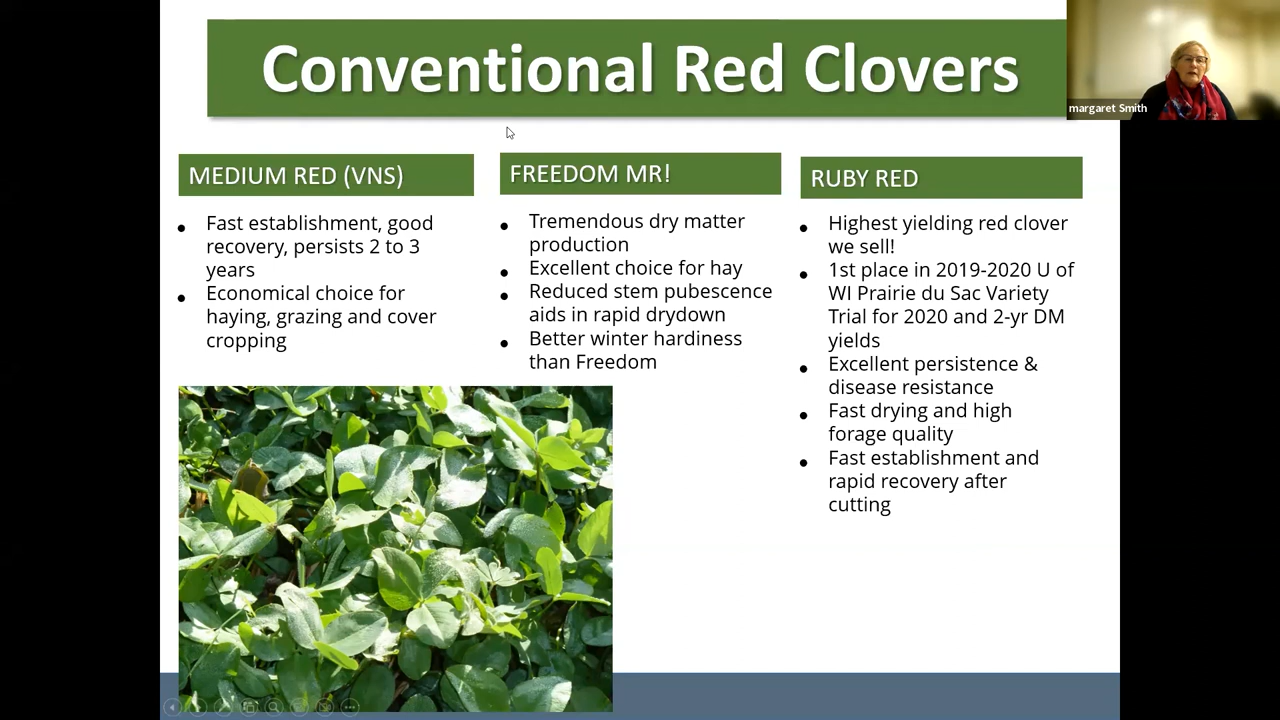 Conventional Red Clovers
margaret Smith
MEDIUM RED (VNS)
Fast establishment, good
recovery, persists 2 to 3
years
Economical choice for
haying, grazing and cover
cropping
FREEDOM MR!
Tremendous dry matter
production
Excellent choice for hay
Reduced stem pubescence
aids in rapid drydown
Better winter hardiness
than Freedom
RUBY RED
Highest yielding red clover
we sell!
1st place in 2019-2020 U of
WI Prairie du Sac Variety
Trial for 2020 and 2-yr DM
yields
Excellent persistence &
disease resistance
Fast drying and high
forage quality
Fast establishment and
rapid recovery after
cutting